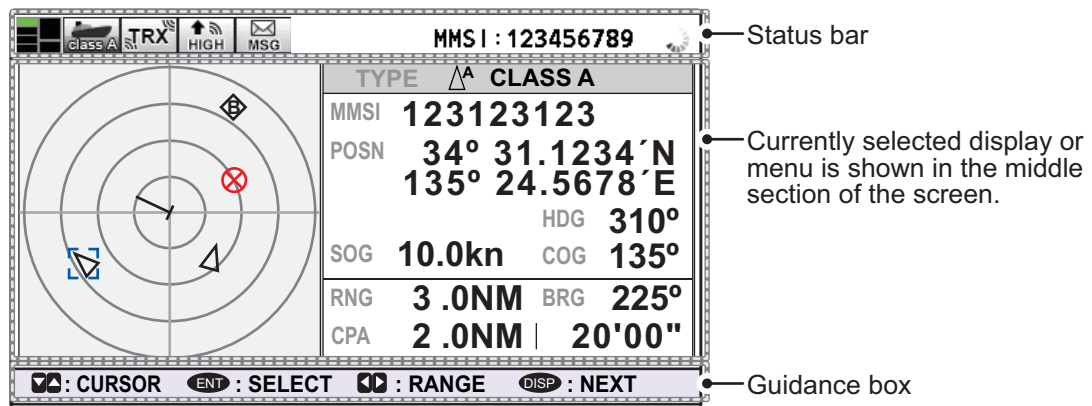 class A TRX HIGH MSG MMSI:123456789
Status bar
TYPE A CLASS A
B
MMSI 123123123
POSN 34° 31.1234´N
135° 24.5678´E
HDG 310°
SOG 10.0kn COG 135°
RNG 3 .0NM BRG 225°
CPA 2 .0NM 20'00"
Currently selected display or
menu is shown in the middle
section of the screen.
: CURSOR ENT : SELECT : RANGE DISP : NEXT
Guidance box